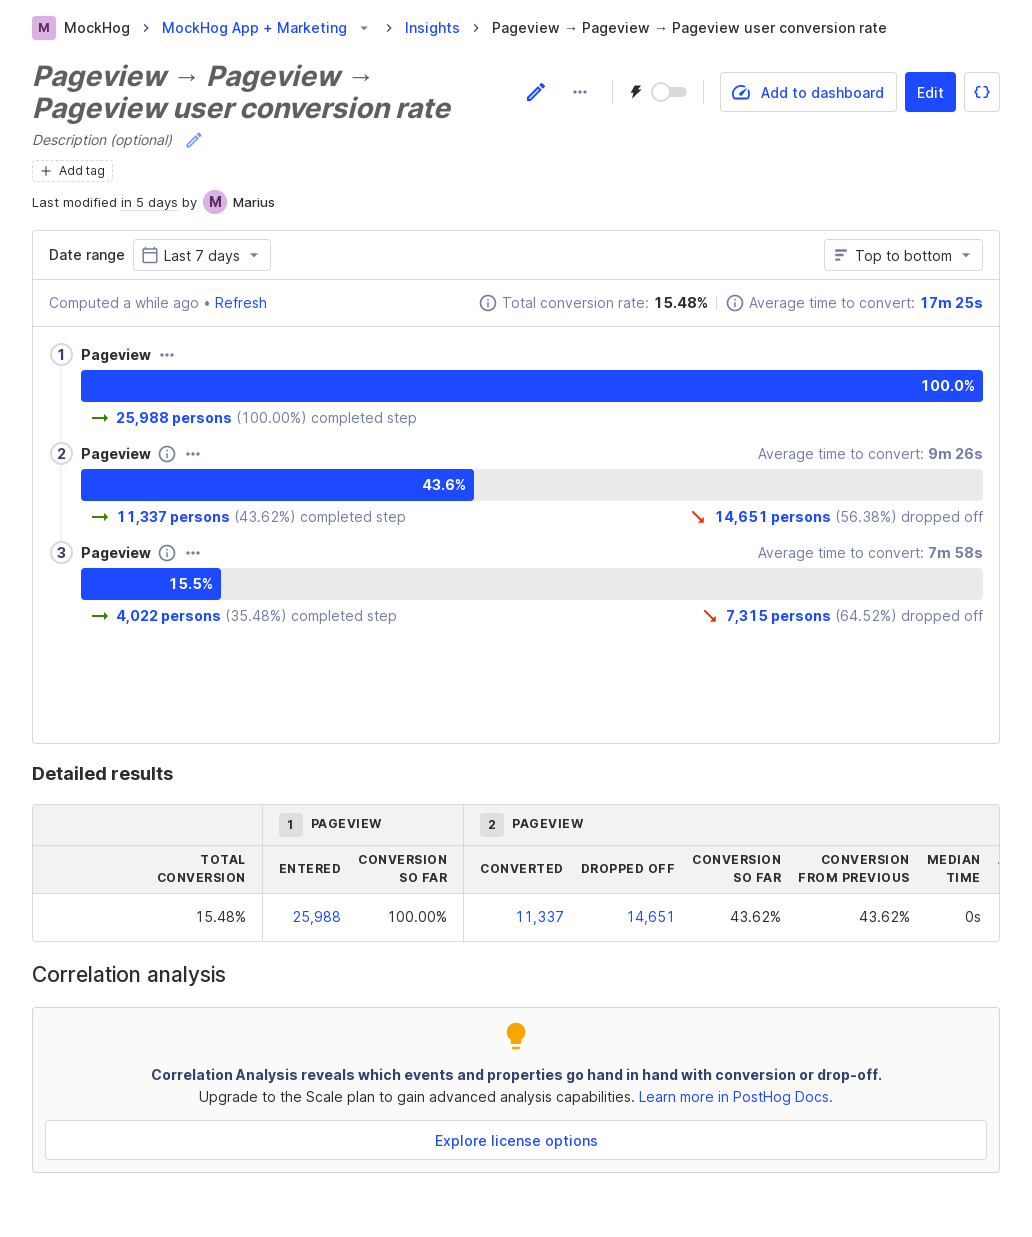 M MockHog > MockHog App + Marketing > Insights > Pageview → Pageview → Pageview user conversion rate
Pageview → Pageview →
Pageview user conversion rate
Add to dashboard
Edit
{}
Description (optional)
+ Add tag
Last modified in 5 days by M Marius
Date range Last 7 days Top to bottom
Computed a while ago • Refresh Total conversion rate: 15.48% Average time to convert: 17m 25s
1 Pageview
100.0%
25,988 persons (100.00%) completed step
2 Pageview Average time to convert: 9m 26s
43.6%
11,337 persons (43.62%) completed step 14,651 persons (56.38%) dropped off
3 Pageview Average time to convert: 7m 58s
15.5%
4,022 persons (35.48%) completed step 7,315 persons (64.52%) dropped off
Detailed results
1 PAGEVIEW 2 PAGEVIEW
TOTAL CONVERSION ENTERED CONVERSION SO FAR CONVERTED DROPPED OFF CONVERSION SO FAR CONVERSION FROM PREVIOUS MEDIAN TIME
15.48% 25,988 100.00% 11,337 14,651 43.62% 43.62% 0s
Correlation analysis
Correlation Analysis reveals which events and properties go hand in hand with conversion or drop-off.
Upgrade to the Scale plan to gain advanced analysis capabilities. Learn more in PostHog Docs.
Explore license options